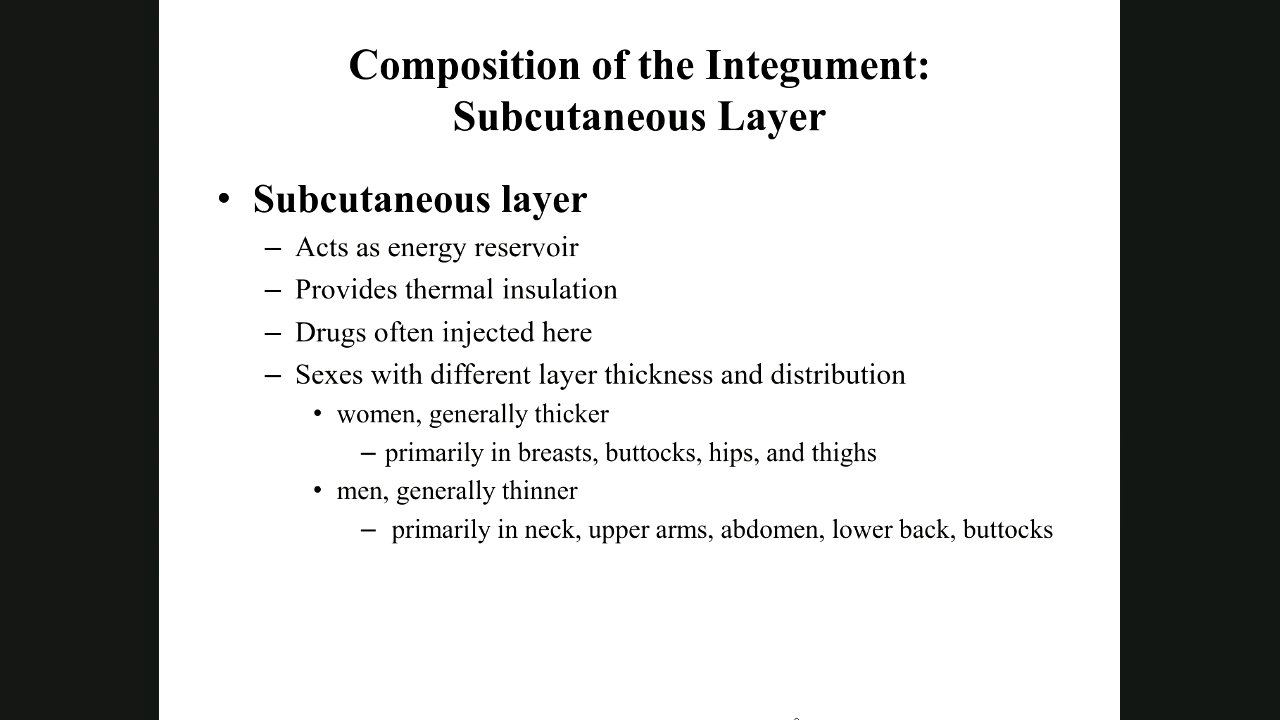 Composition of the Integument:
Subcutaneous Layer
• Subcutaneous layer
– Acts as energy reservoir
– Provides thermal insulation
– Drugs often injected here
– Sexes with different layer thickness and distribution
• women, generally thicker
– primarily in breasts, buttocks, hips, and thighs
• men, generally thinner
– primarily in neck, upper arms, abdomen, lower back, buttocks